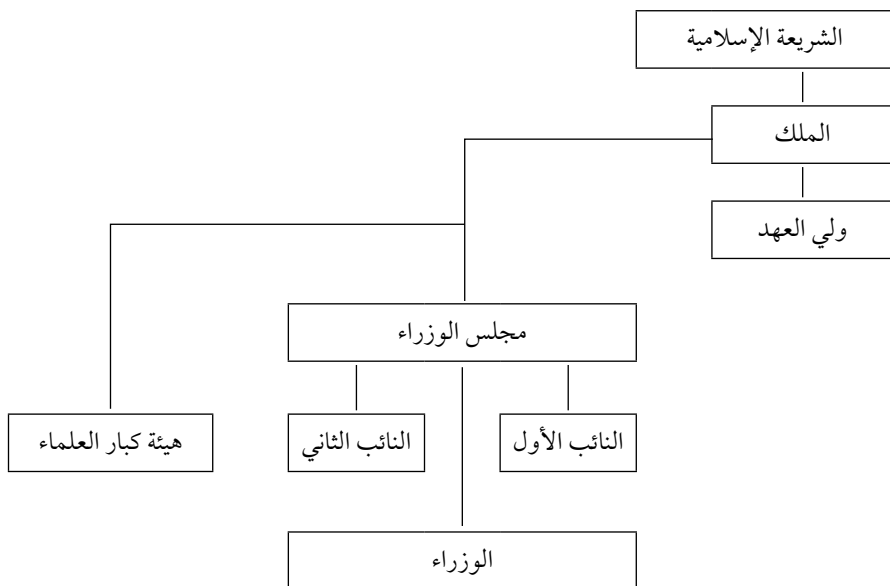 الشريعة الإسلامية
الملك
ولي العهد
مجلس الوزراء
النائب الأول
النائب الثاني
هيئة كبار العلماء
الوزراء